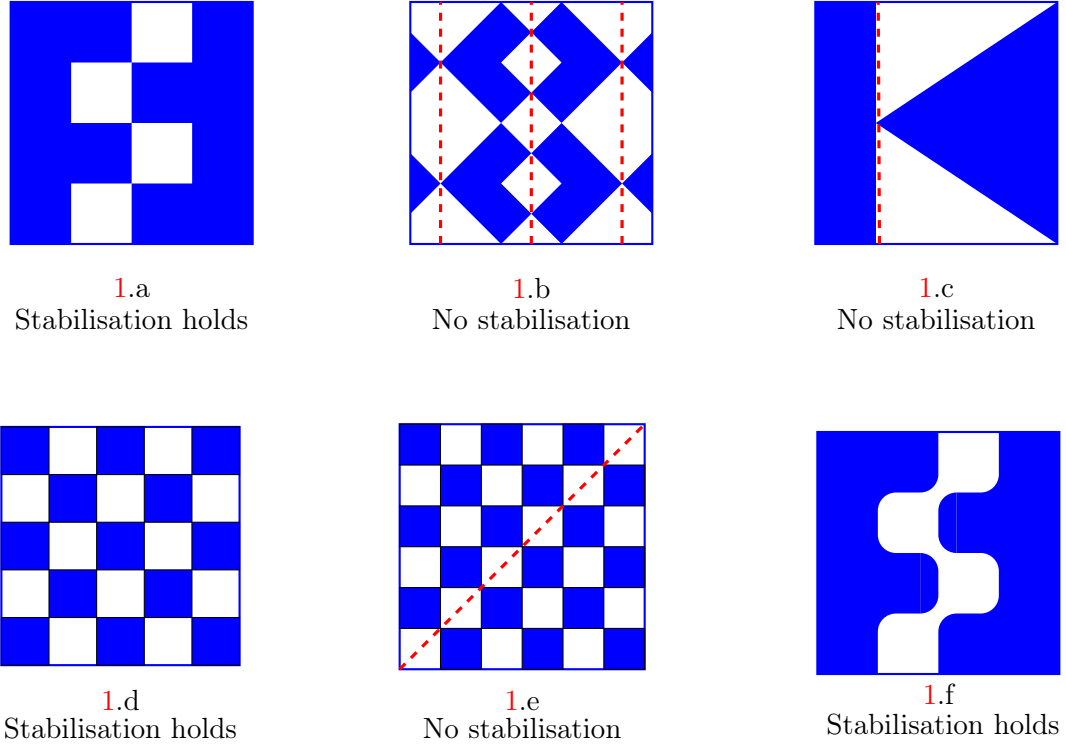 1.a
Stabilisation holds
1.b
No stabilisation
1.c
No stabilisation
1.d
Stabilisation holds
1.e
No stabilisation
1.f
Stabilisation holds